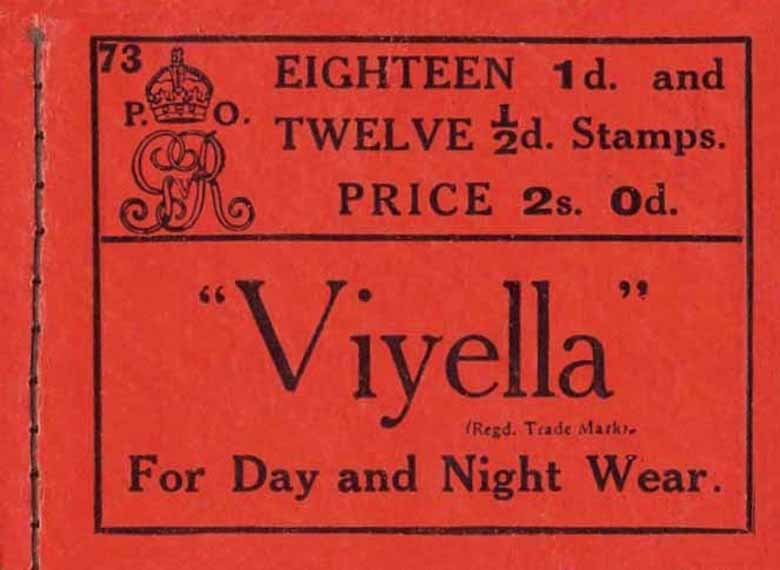 73
P. O.
GvR
EIGHTEEN 1d. and
TWELVE ½d. Stamps.
PRICE 2s. 0d.
“Viyella”
(Regd. Trade Mark).
For Day and Night Wear.